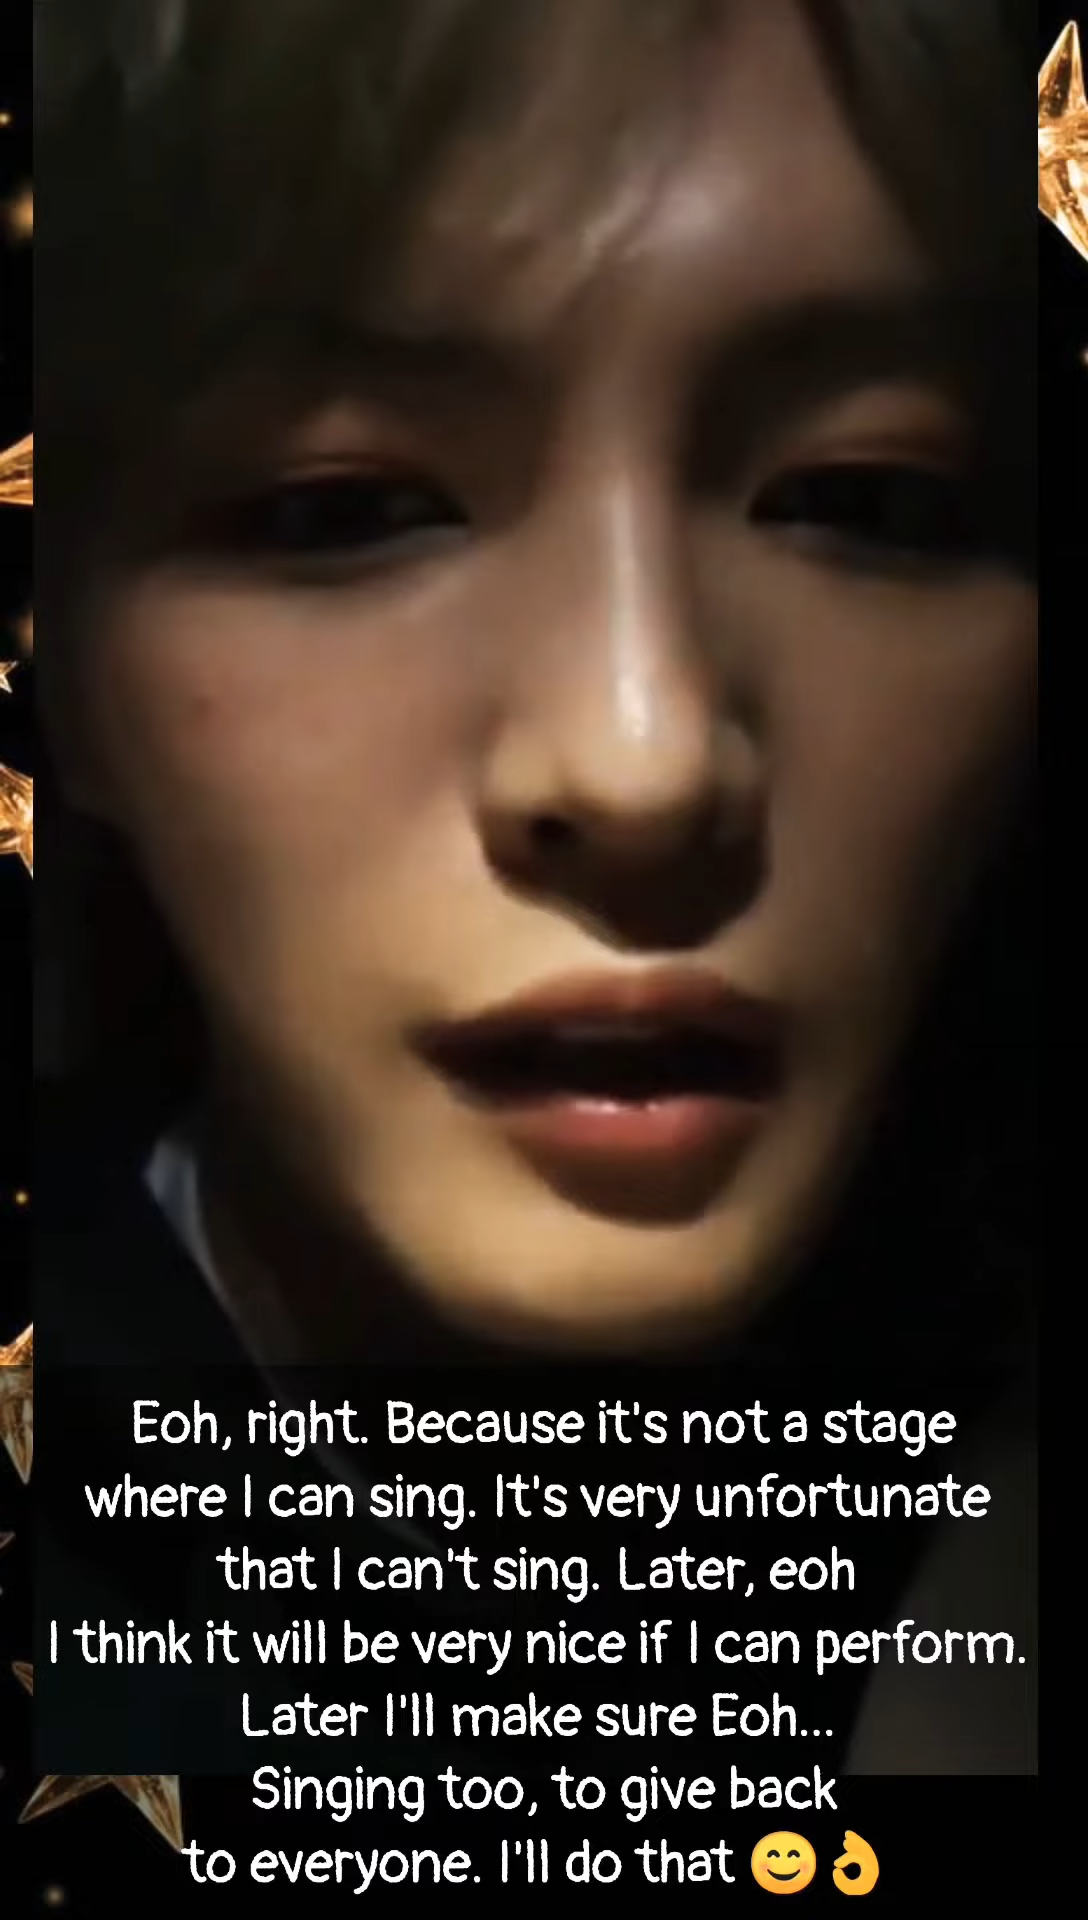 Eoh, right. Because it's not a stage
where I can sing. It's very unfortunate
that I can't sing. Later, eoh
I think it will be very nice if I can perform.
Later I'll make sure Eoh...
Singing too, to give back
to everyone. I'll do that 😊👌